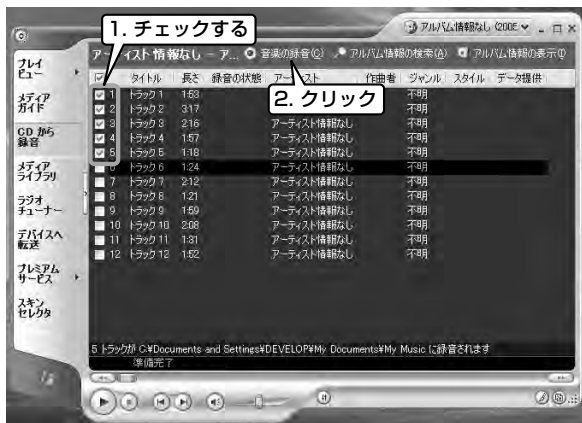 1. チェックする
アルバム情報なし (200E
アーティスト情報なし - ア...
音楽の録音(C)
アルバム情報の検索(A)
アルバム情報の表示(I)
2. クリック
タイトル 長さ 録音の状態 アーティスト 作曲者 ジャンル スタイル データ提供
1 トラック 1 1:53 不明
2 トラック 2 3:17 不明
3 トラック 3 2:16 アーティスト情報なし 不明
4 トラック 4 1:57 アーティスト情報なし 不明
5 トラック 5 1:18 アーティスト情報なし 不明
6 トラック 6 1:24 アーティスト情報なし 不明
7 トラック 7 2:12 アーティスト情報なし 不明
8 トラック 8 1:21 アーティスト情報なし 不明
9 トラック 9 1:59 アーティスト情報なし 不明
10 トラック 10 2:08 アーティスト情報なし 不明
11 トラック 11 1:31 アーティスト情報なし 不明
12 トラック 12 1:52 アーティスト情報なし 不明
プレイ
ビュー
メディア
ガイド
CD から
録音
メディア
ライブラリ
ラジオ
チューナー
デバイスへ
転送
プレミアム
サービス
スキン
セレクタ
5 トラックが C:¥Documents and Settings¥DEVELOP¥My Documents¥My Music に録音されます
準備完了